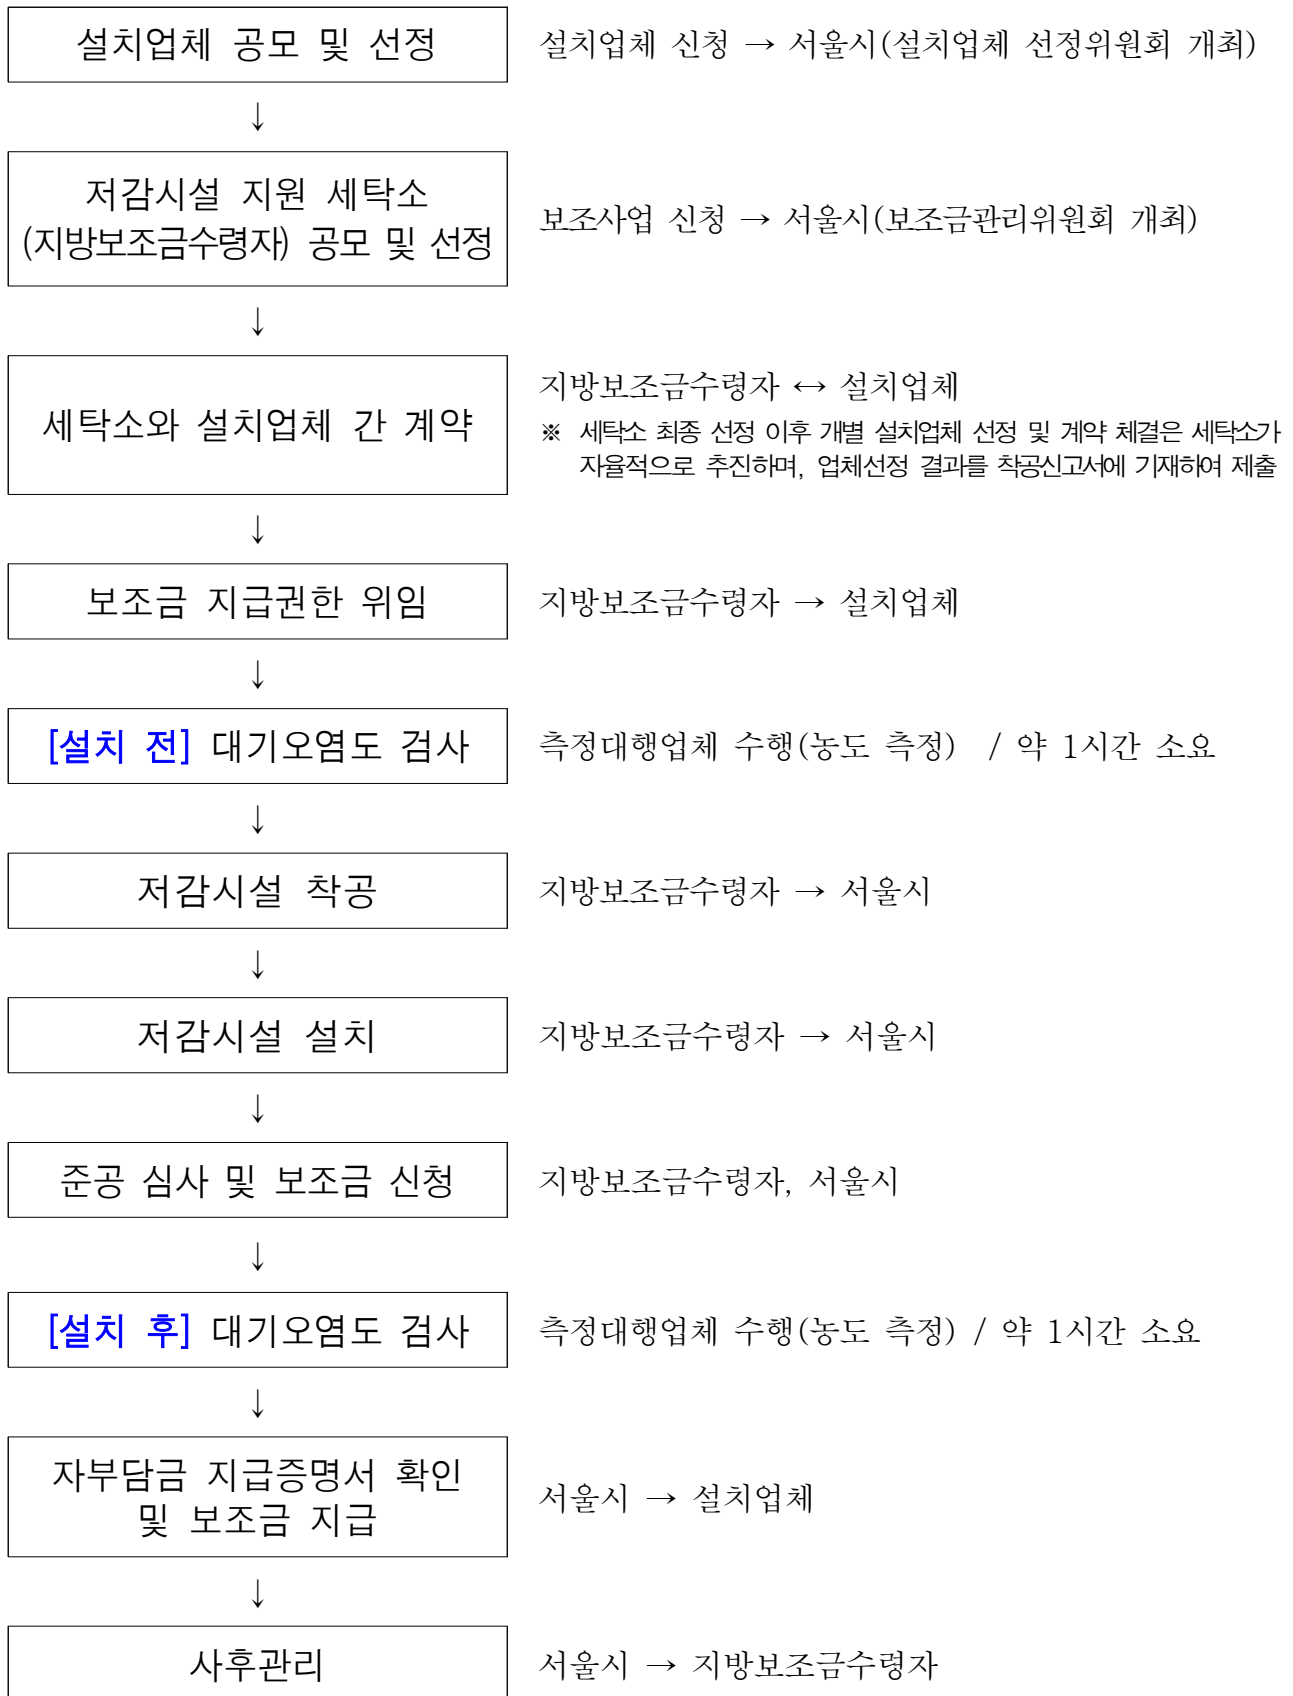 설치업체 공모 및 선정
설치업체 신청 → 서울시(설치업체 선정위원회 개최)
↓
저감시설 지원 세탁소
(지방보조금수령자) 공모 및 선정
보조사업 신청 → 서울시(보조금관리위원회 개최)
↓
세탁소와 설치업체 간 계약
지방보조금수령자 ↔ 설치업체
※ 세탁소 최종 선정 이후 개별 설치업체 선정 및 계약 체결은 세탁소가
자율적으로 추진하며, 업체선정 결과를 착공신고서에 기재하여 제출
↓
보조금 지급권한 위임
지방보조금수령자 → 설치업체
↓
[설치 전] 대기오염도 검사
측정대행업체 수행(농도 측정) / 약 1시간 소요
↓
저감시설 착공
지방보조금수령자 → 서울시
↓
저감시설 설치
지방보조금수령자 → 서울시
↓
준공 심사 및 보조금 신청
지방보조금수령자, 서울시
↓
[설치 후] 대기오염도 검사
측정대행업체 수행(농도 측정) / 약 1시간 소요
↓
자부담금 지급증명서 확인
및 보조금 지급
서울시 → 설치업체
↓
사후관리
서울시 → 지방보조금수령자